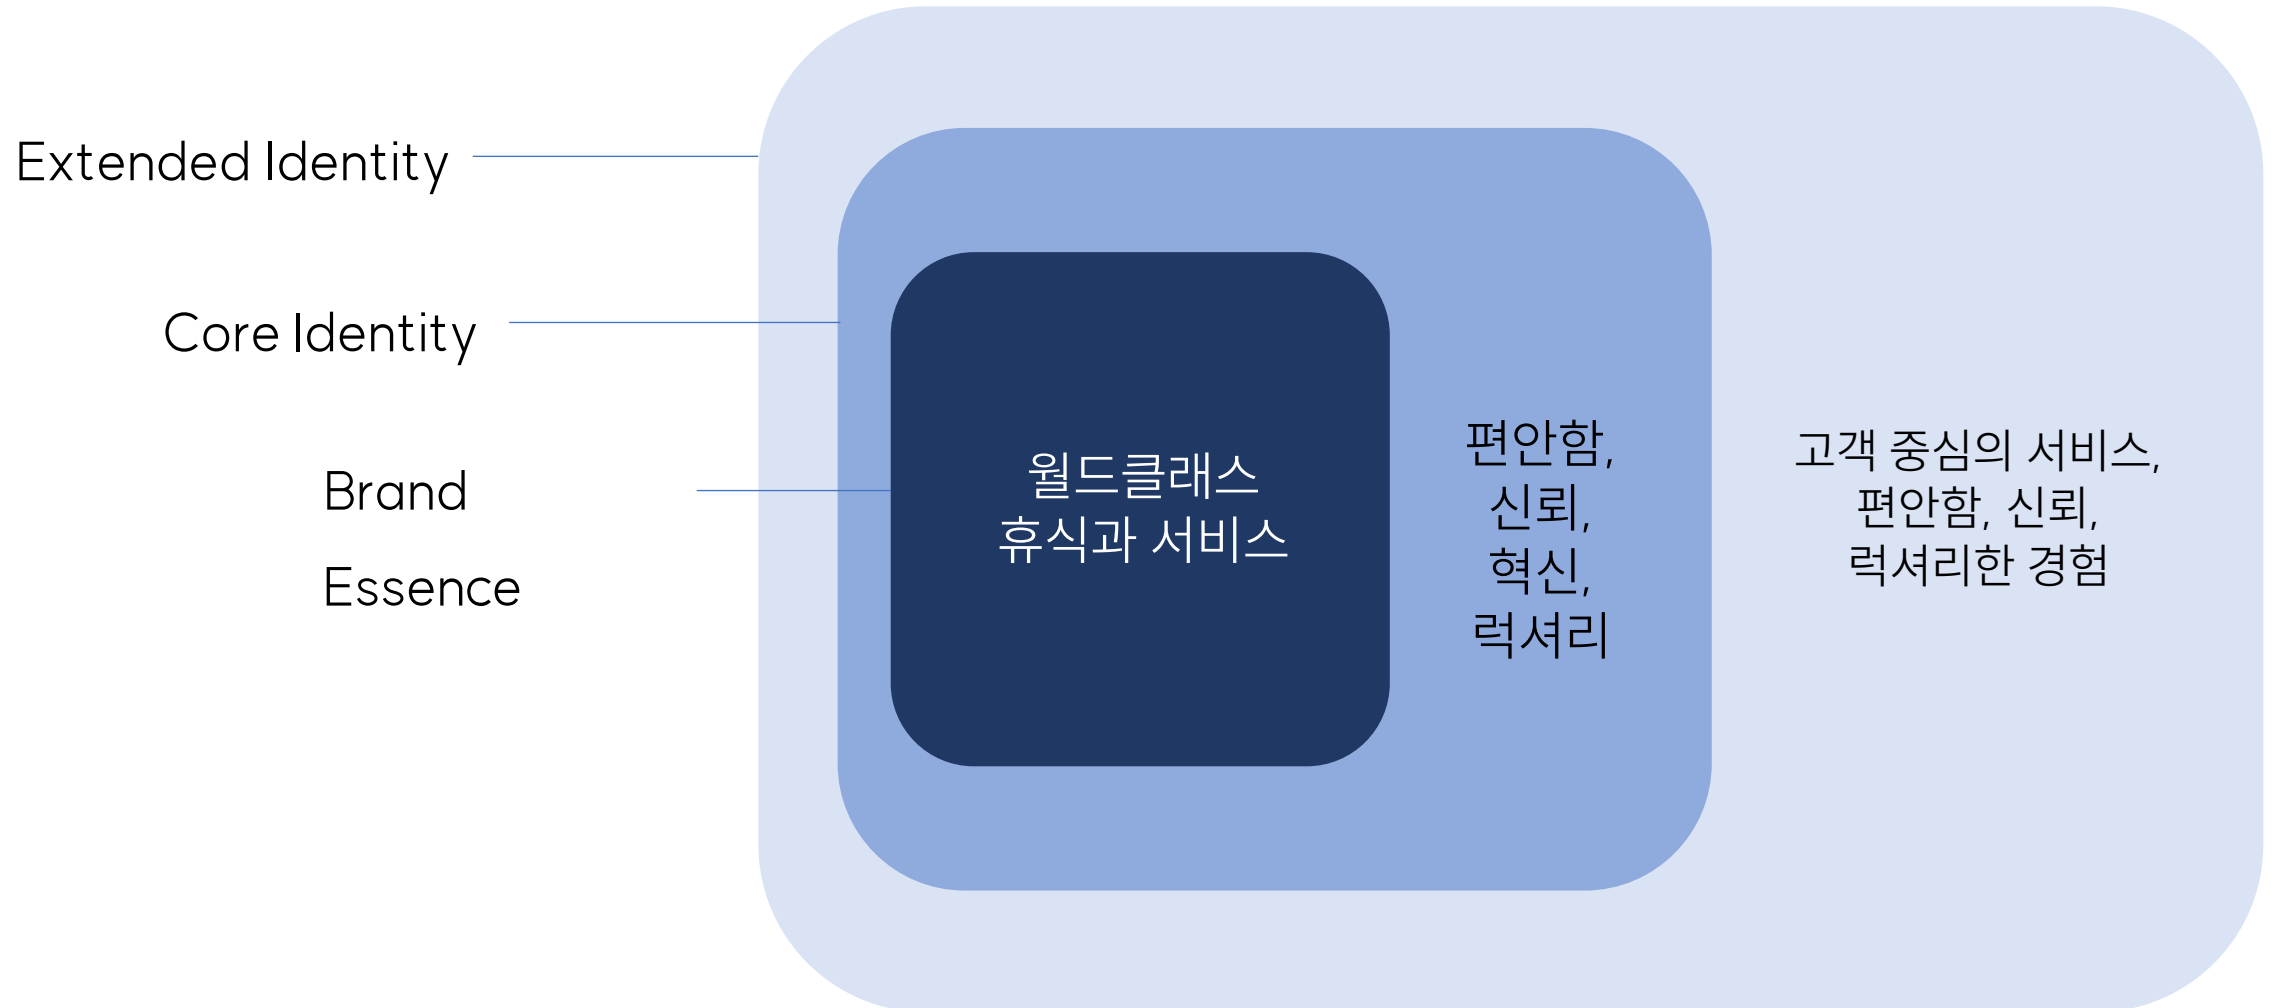 Extended Identity
Core Identity
Brand
Essence
월드클래스
휴식과 서비스
편안함,
신뢰,
혁신,
럭셔리
고객 중심의 서비스,
편안함, 신뢰,
럭셔리한 경험